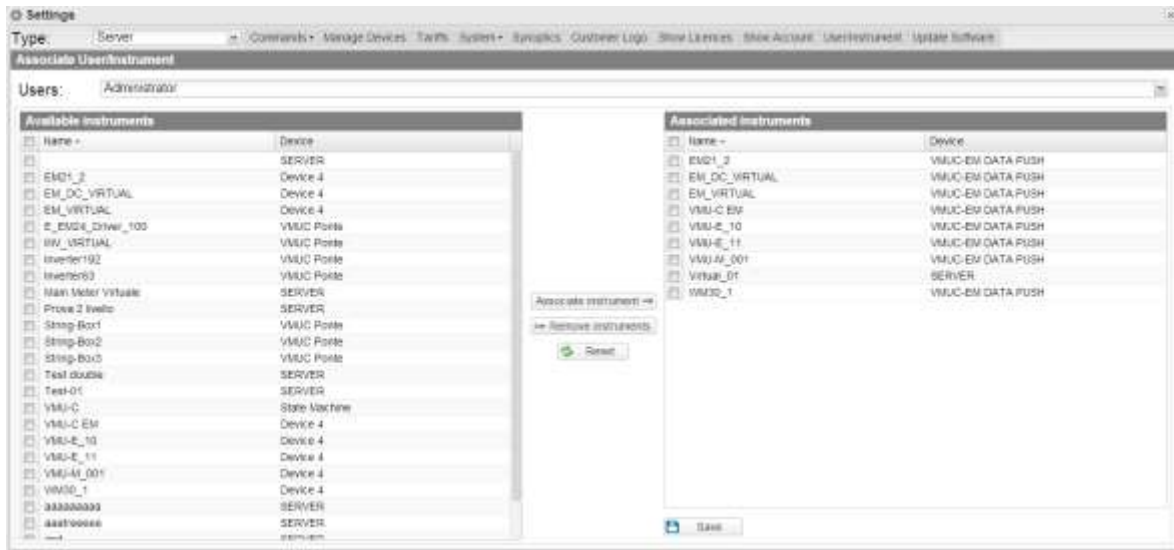 Settings
Type: Server Commands Manage Devices Tariffs System Synoptics Customer Logo Show Licences Show Account User/Instrument Update Software
Associate User/Instrument
Users: Administrator
Available instruments Associated instruments
Name Device Name Device
SERVER EM21_2 VMUC-EM DATA PUSH
EM21_2 Device 4 EM_DC_VIRTUAL VMUC-EM DATA PUSH
EM_DC_VIRTUAL Device 4 EM_VIRTUAL VMUC-EM DATA PUSH
EM_VIRTUAL Device 4 VMU-C EM VMUC-EM DATA PUSH
E_EM24_Driver_100 VMUC Ponte VMU-E_10 VMUC-EM DATA PUSH
INV_VIRTUAL VMUC Ponte VMU-E_11 VMUC-EM DATA PUSH
Inverter192 VMUC Ponte VMU-M_001 VMUC-EM DATA PUSH
Inverter63 VMUC Ponte Virtual_01 SERVER
Main Meter Virtuale SERVER WM30_1 VMUC-EM DATA PUSH
Prova 2 livello SERVER
Associate instrument
String-Box1 VMUC Ponte
Remove instruments
String-Box2 VMUC Ponte
Reset
String-Box3 VMUC Ponte
Test double SERVER
Test-01 SERVER
VMU-C State Machine
VMU-C EM Device 4
VMU-E_10 Device 4
VMU-E_11 Device 4
VMU-M_001 Device 4
WM30_1 Device 4
SERVER
SERVER
Save